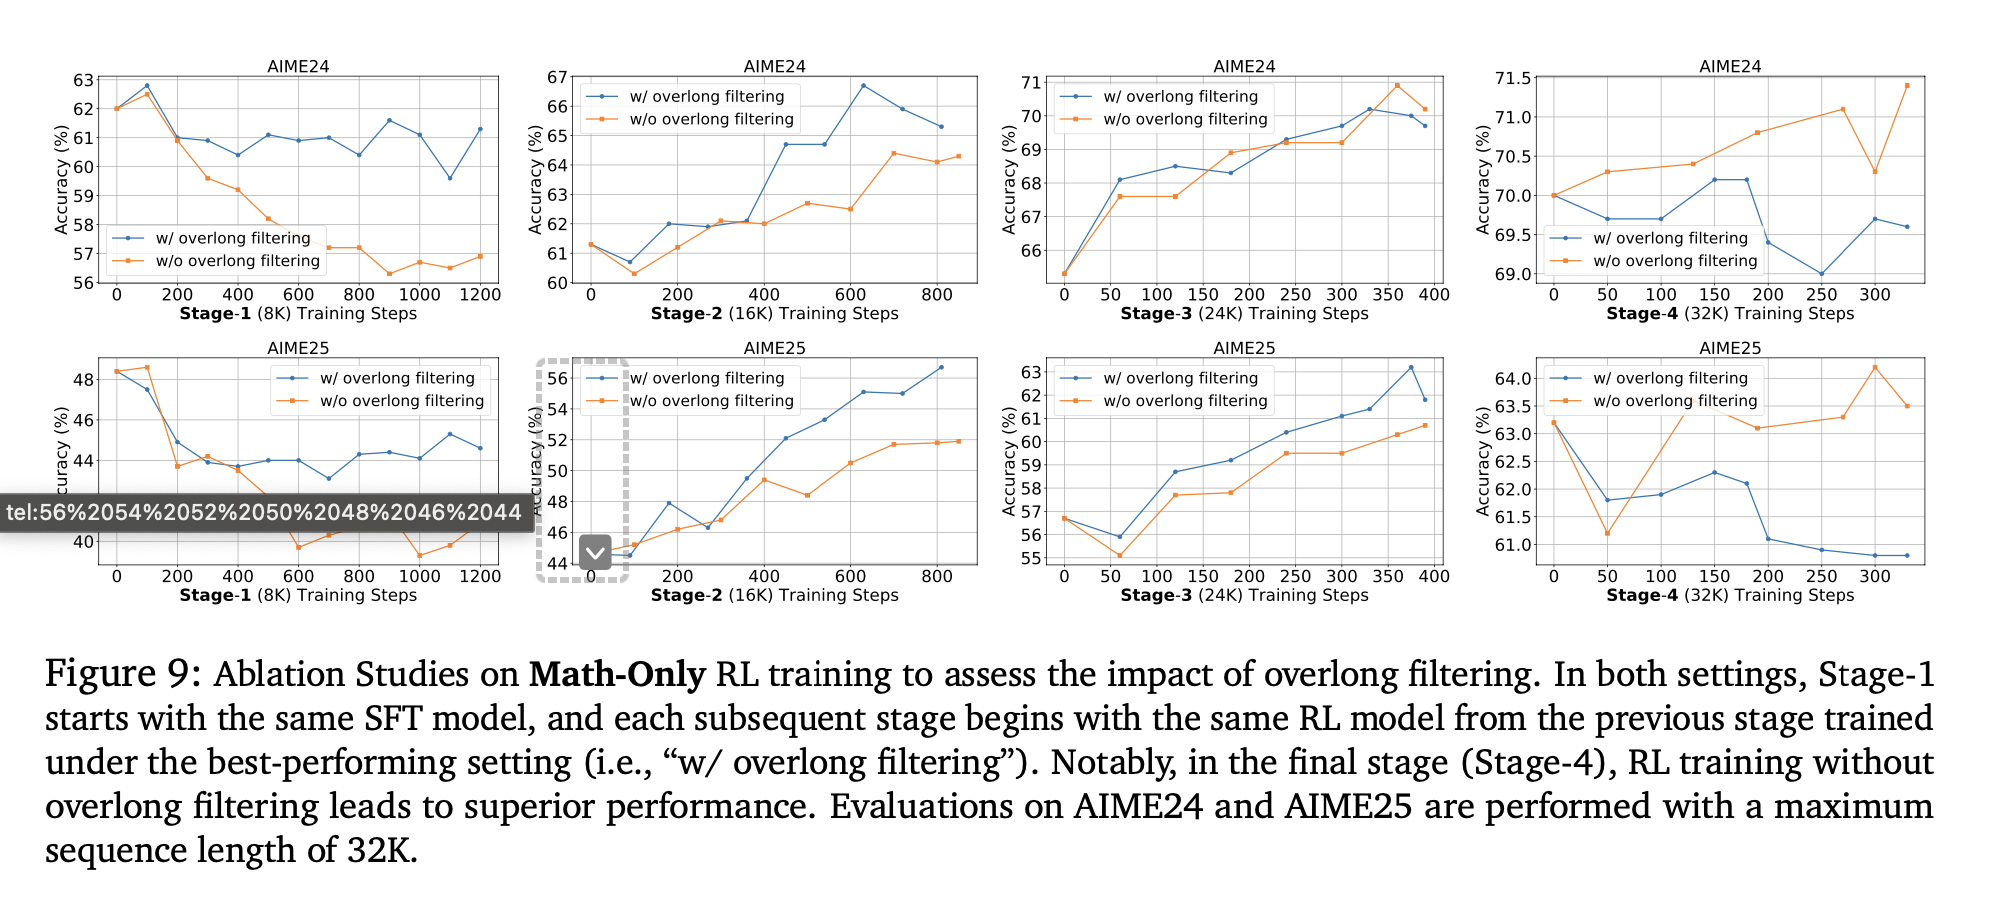 AIME24
63
62
61
60
59
58
57
56
Accuracy (%)
w/ overlong filtering
w/o overlong filtering
0 200 400 600 800 1000 1200
Stage-1 (8K) Training Steps
AIME24
67
66
65
64
63
62
61
60
Accuracy (%)
w/ overlong filtering
w/o overlong filtering
0 200 400 600 800
Stage-2 (16K) Training Steps
AIME24
71
70
69
68
67
66
Accuracy (%)
w/ overlong filtering
w/o overlong filtering
0 50 100 150 200 250 300 350 400
Stage-3 (24K) Training Steps
AIME24
71.5
71.0
70.5
70.0
69.5
69.0
Accuracy (%)
w/ overlong filtering
w/o overlong filtering
0 50 100 150 200 250 300
Stage-4 (32K) Training Steps
AIME25
48
46
44
40
curacy (%)
w/ overlong filtering
w/o overlong filtering
tel:56%2054%2052%2050%2048%2046%2044
0 200 400 600 800 1000 1200
Stage-1 (8K) Training Steps
AIME25
56
54
52
50
48
46
44
Accuracy (%)
w/ overlong filtering
w/o overlong filtering
0 200 400 600 800
Stage-2 (16K) Training Steps
AIME25
63
62
61
60
59
58
57
56
55
Accuracy (%)
w/ overlong filtering
w/o overlong filtering
0 50 100 150 200 250 300 350 400
Stage-3 (24K) Training Steps
AIME25
64.0
63.5
63.0
62.5
62.0
61.5
61.0
Accuracy (%)
w/ overlong filtering
w/o overlong filtering
0 50 100 150 200 250 300
Stage-4 (32K) Training Steps
Figure 9: Ablation Studies on Math-Only RL training to assess the impact of overlong filtering. In both settings, Stage-1
starts with the same SFT model, and each subsequent stage begins with the same RL model from the previous stage trained
under the best-performing setting (i.e., “w/ overlong filtering”). Notably, in the final stage (Stage-4), RL training without
overlong filtering leads to superior performance. Evaluations on AIME24 and AIME25 are performed with a maximum
sequence length of 32K.